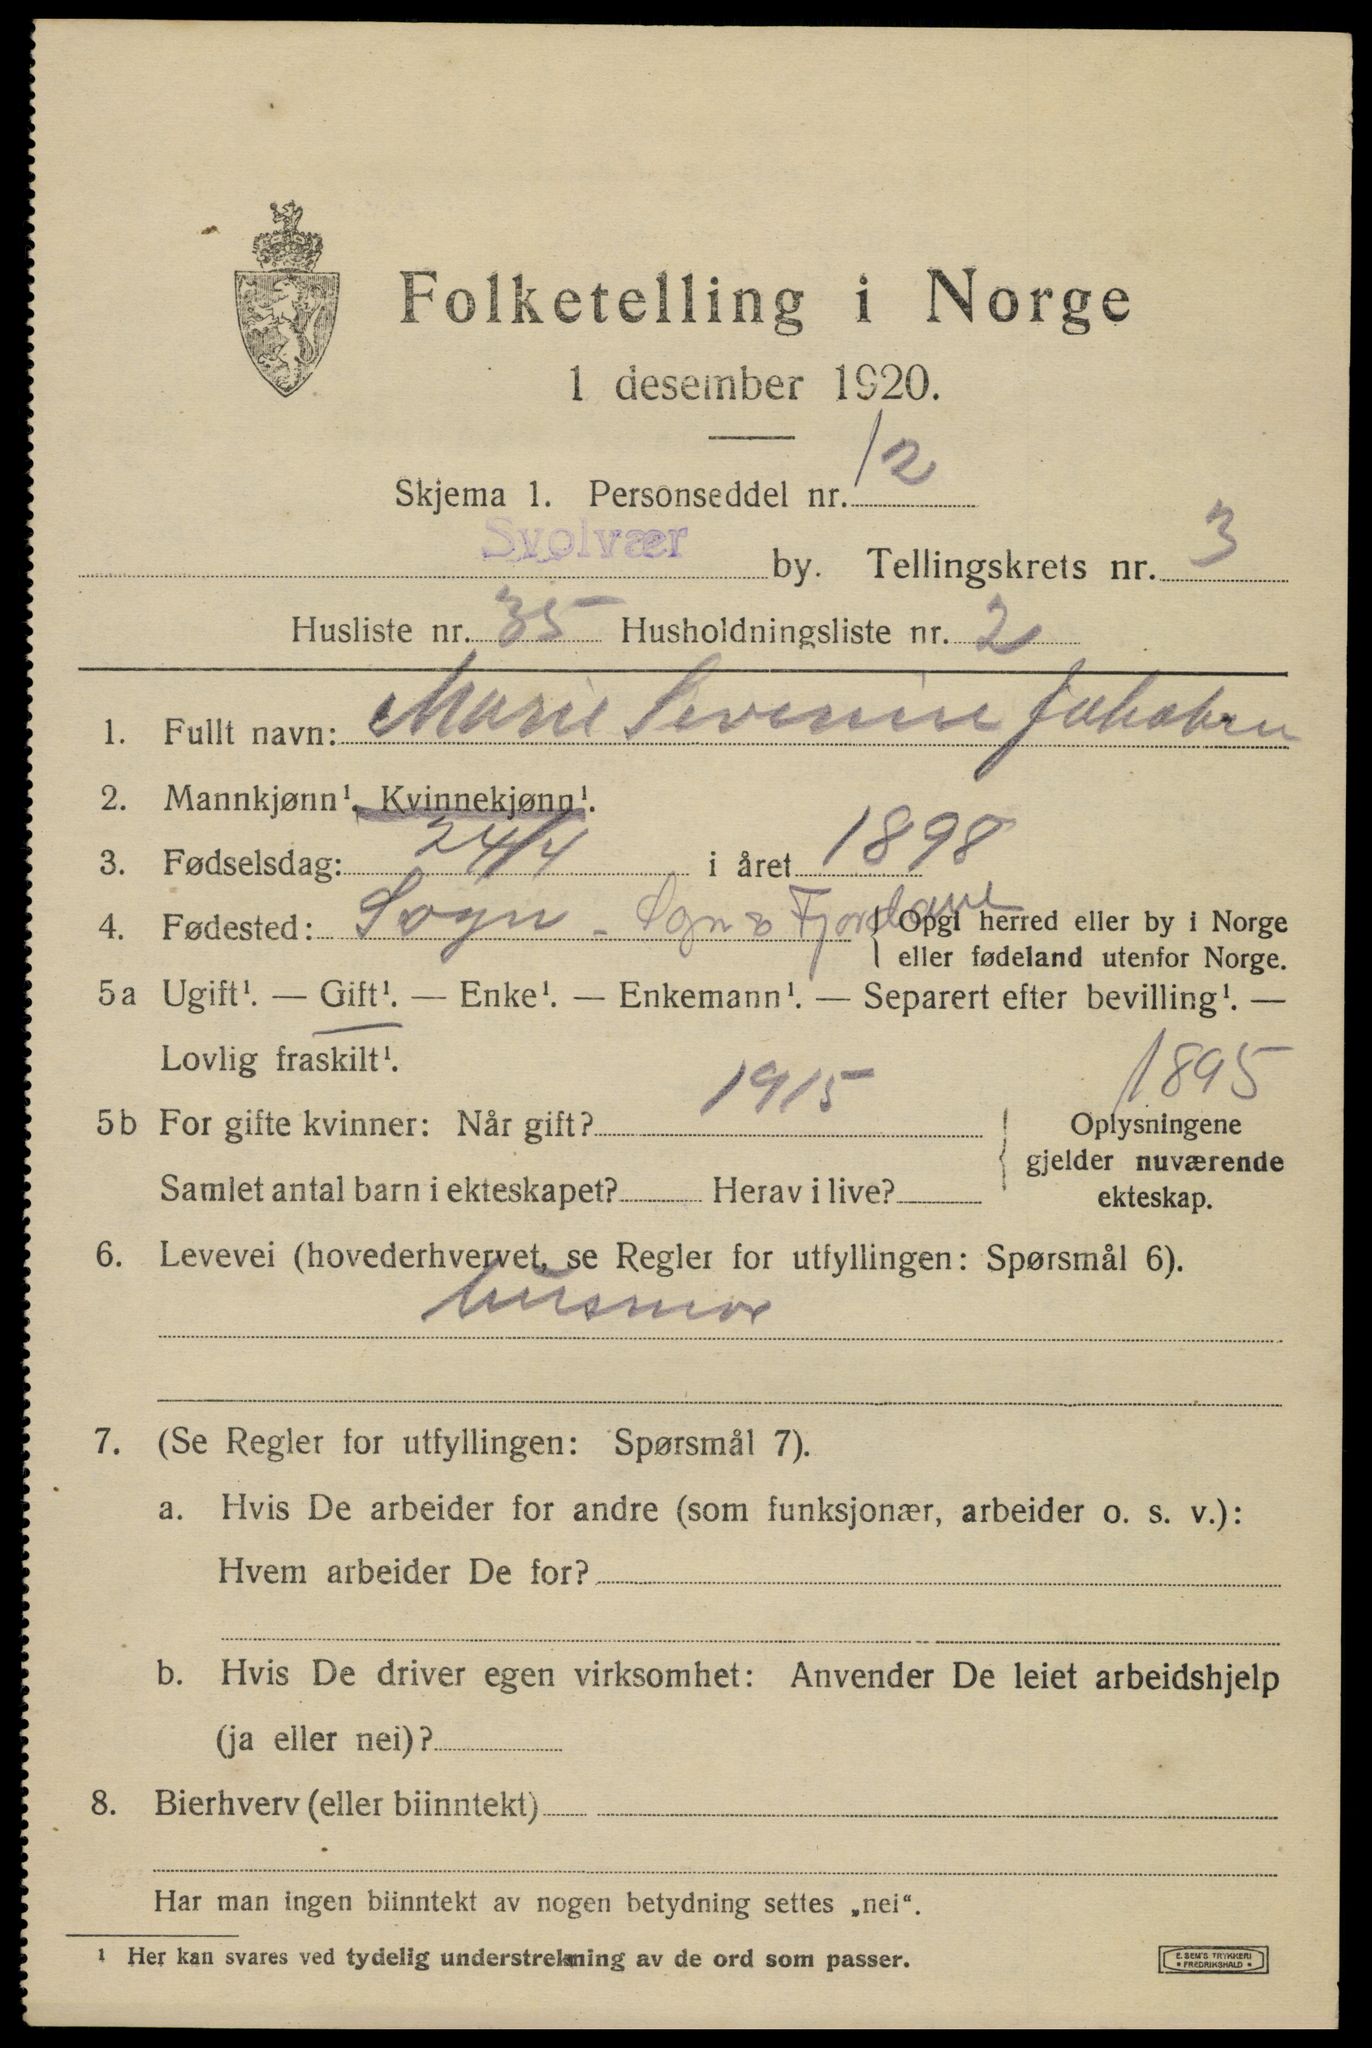 Folketelling i Norge
1 desember 1920.
Skjema 1. Personseddel nr. 12
Svolvær by. Tellingskrets nr. 3
Husliste nr. 35 Husholdningsliste nr. 2
1. Fullt navn: Marie Severine Jakobsen
2. Mannkjønn¹. Kvinnekjønn¹.
3. Fødselsdag: 24/4 i året 1898
4. Fødested: Sogn - Sogn & Fjordane { Opgi herred eller by i Norge
eller fødeland utenfor Norge.
5a Ugift¹. — Gift¹. — Enke¹. — Enkemann¹. — Separert efter bevilling¹. —
Lovlig fraskilt¹.
1895
5b For gifte kvinner: Når gift? 1915 Oplysningene
gjelder nuværende
Samlet antal barn i ekteskapet? Herav i live? ekteskap.
6. Levevei (hovederhvervet, se Regler for utfyllingen: Spørsmål 6).
husmor
7. (Se Regler for utfyllingen: Spørsmål 7).
a. Hvis De arbeider for andre (som funksjonær, arbeider o. s. v.):
Hvem arbeider De for?
b. Hvis De driver egen virksomhet: Anvender De leiet arbeidshjelp
(ja eller nei)?
8. Bierhverv (eller biinntekt)
Har man ingen biinntekt av nogen betydning settes „nei“.
¹ Her kan svares ved tydelig understrekning av de ord som passer.
E. SEM'S TRYKKERI
• FREDRIKSHALD •